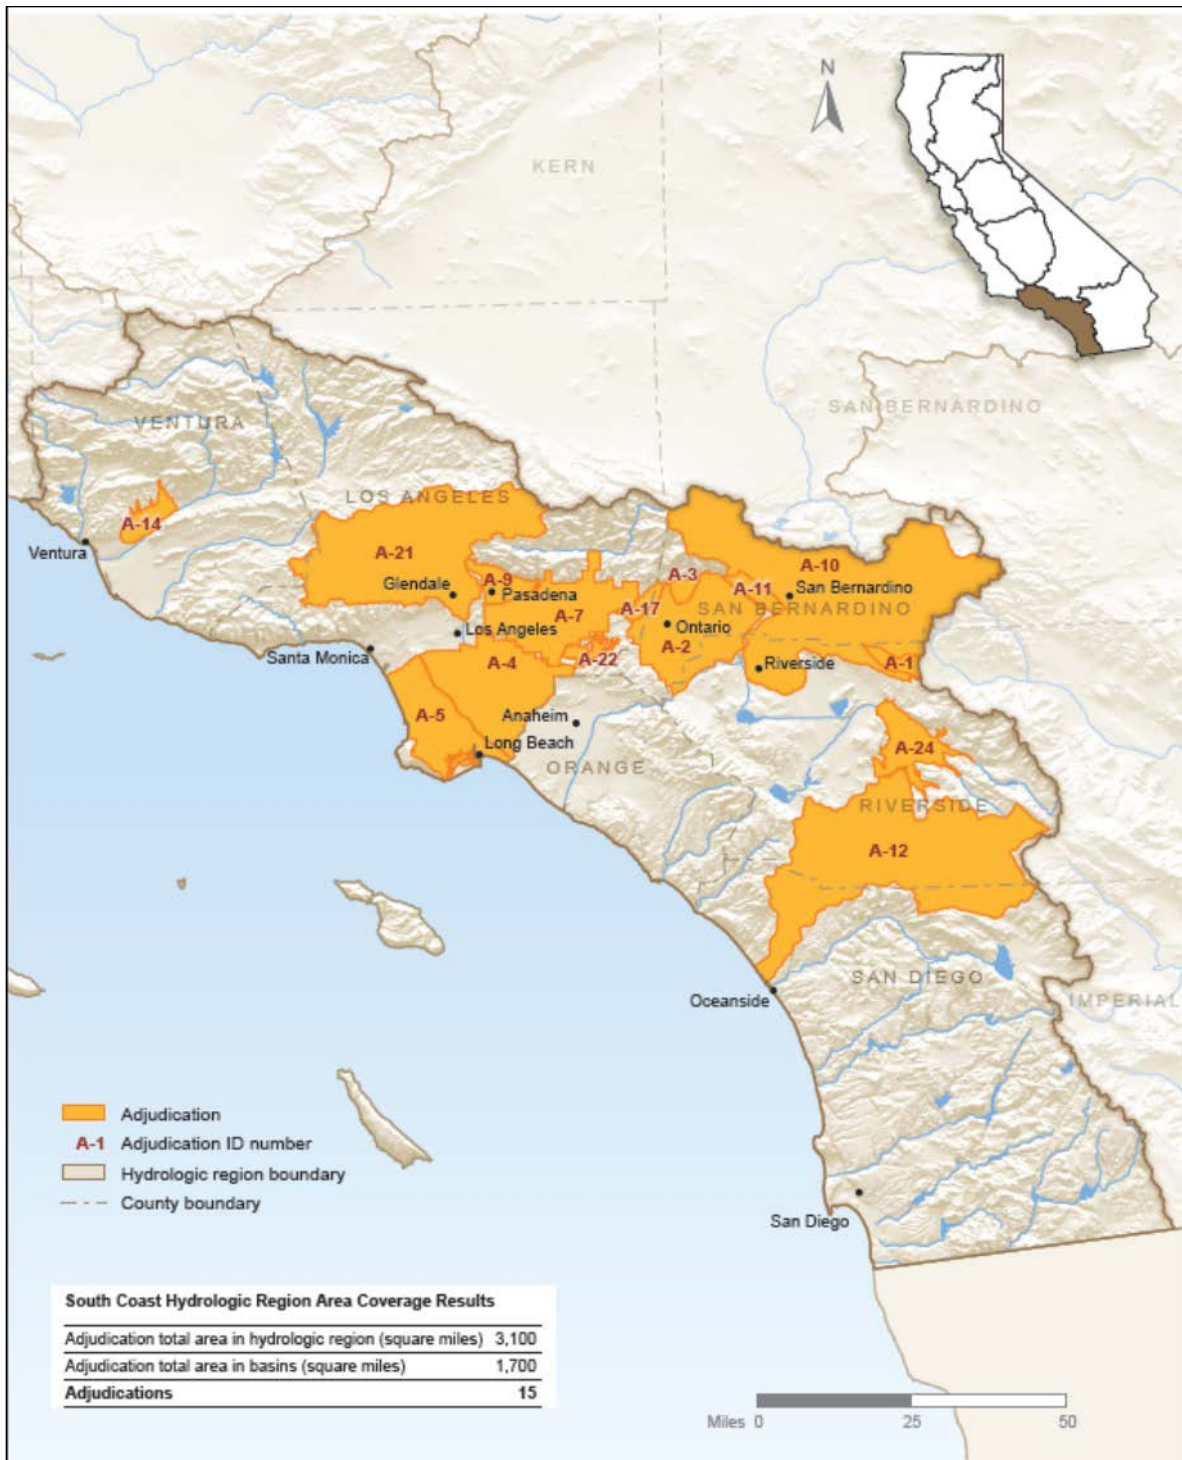 N
KERN
SAN BERNARDINO
VENTURA
LOS ANGELES
A-14
Ventura
A-21
Glendale
A-9
Pasadena
A-3
A-10
A-11
San Bernardino
A-7
A-17
SAN BERNARDINO
Los Angeles
Ontario
Santa Monica
A-4
A-22
A-2
Riverside
A-1
A-5
Anaheim
Long Beach
ORANGE
A-24
RIVERSIDE
A-12
SAN DIEGO
Oceanside
IMPERIAL
San Diego
Adjudication
A-1 Adjudication ID number
Hydrologic region boundary
County boundary
South Coast Hydrologic Region Area Coverage Results
Adjudication total area in hydrologic region (square miles) 3,100
Adjudication total area in basins (square miles) 1,700
Adjudications 15
Miles 0 25 50